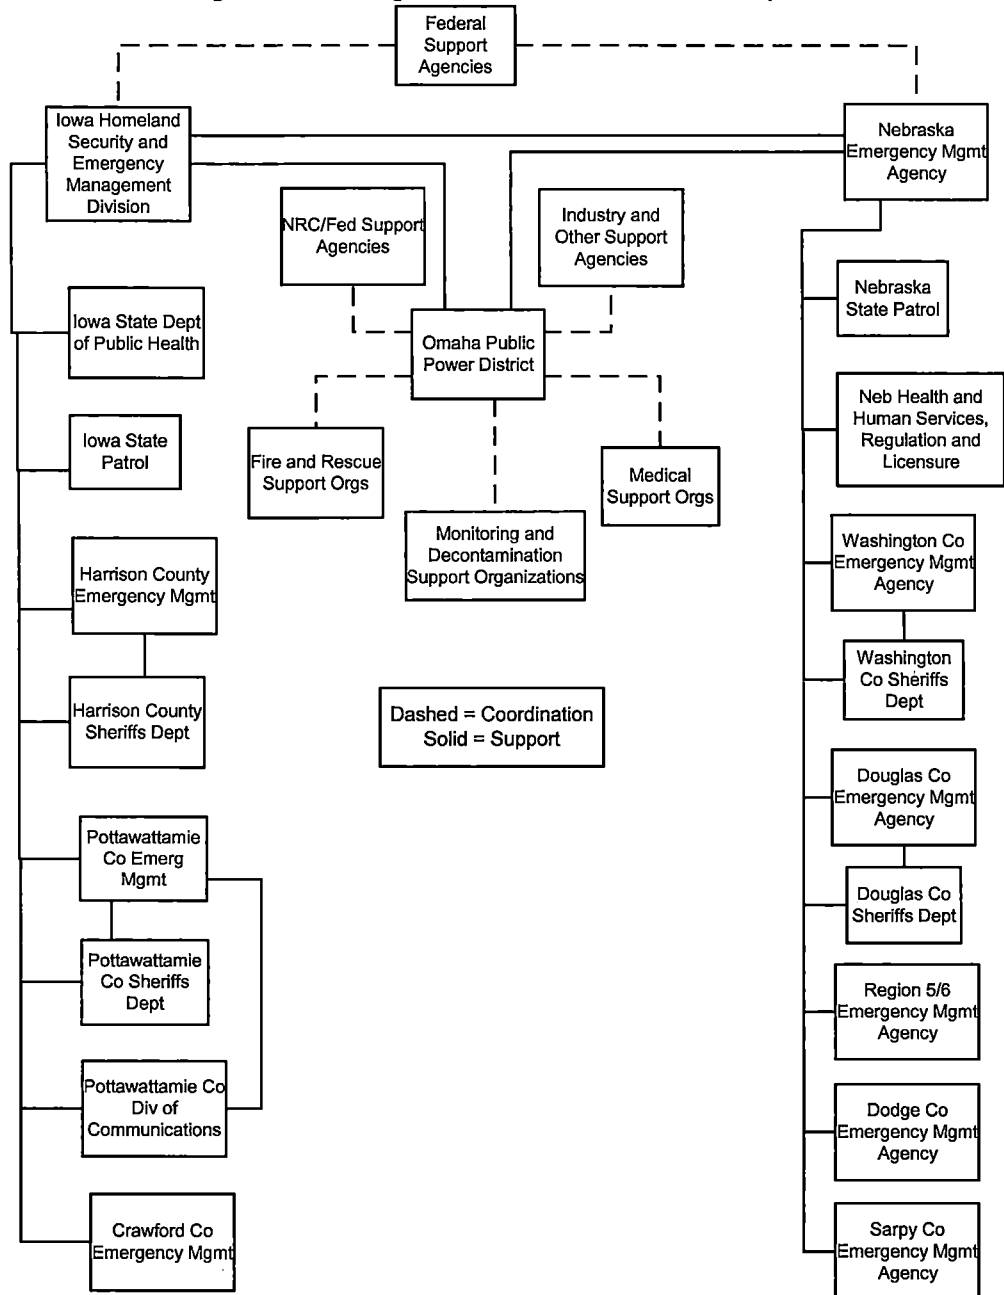 Federal
Support
Agencies
Iowa Homeland
Security and
Emergency
Management
Division
Nebraska
Emergency Mgmt
Agency
NRC/Fed Support
Agencies
Industry and
Other Support
Agencies
Omaha Public
Power District
Fire and Rescue
Support Orgs
Monitoring and
Decontamination
Support Organizations
Medical
Support Orgs
Dashed = Coordination
Solid = Support
Iowa State Dept
of Public Health
Iowa State
Patrol
Harrison County
Emergency Mgmt
Harrison County
Sheriffs Dept
Pottawattamie
Co Emerg
Mgmt
Pottawattamie
Co Sheriffs
Dept
Pottawattamie Co
Div of
Communications
Crawford Co
Emergency Mgmt
Nebraska
State Patrol
Neb Health and
Human Services,
Regulation and
Licensure
Washington Co
Emergency Mgmt
Agency
Washington
Co Sheriffs
Dept
Douglas Co
Emergency Mgmt
Agency
Douglas Co
Sheriffs Dept
Region 5/6
Emergency Mgmt
Agency
Dodge Co
Emergency Mgmt
Agency
Sarpy Co
Emergency Mgmt
Agency